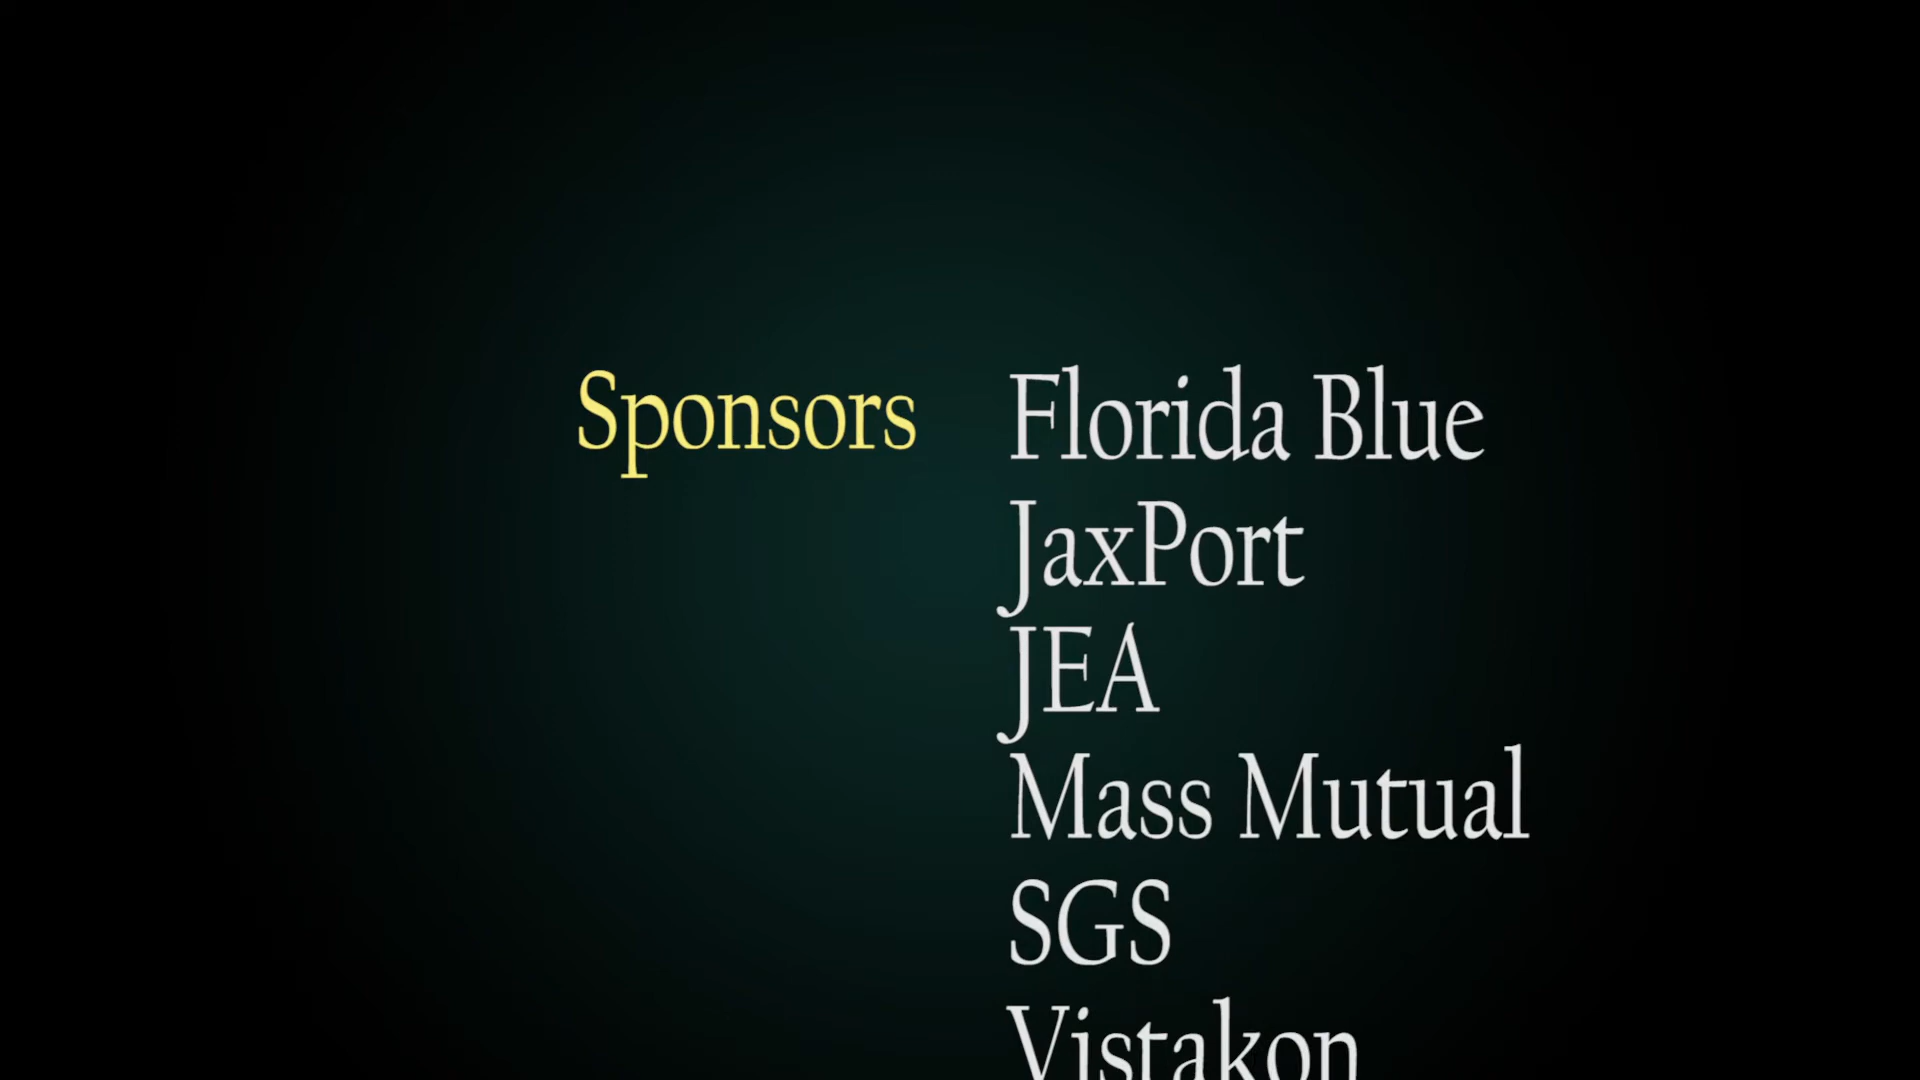 Sponsors Florida Blue
JaxPort
JEA
Mass Mutual
SGS
Vistakon